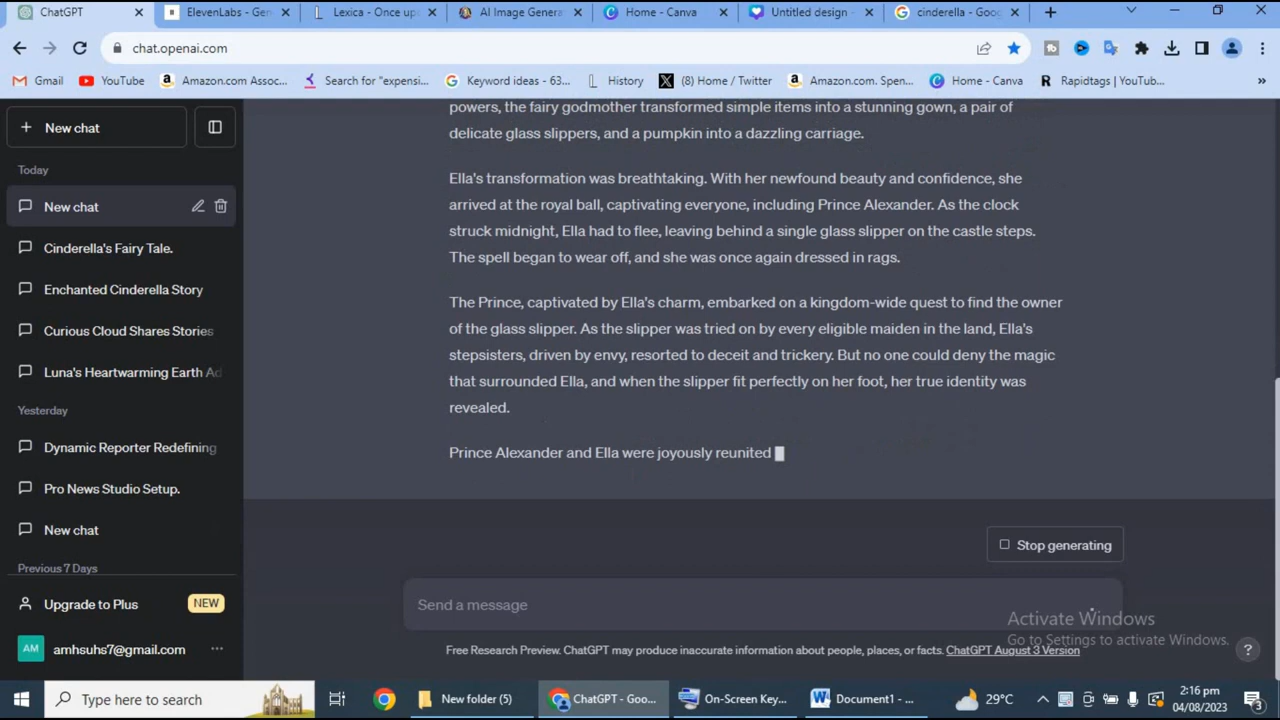 ChatGPT
ElevenLabs - Gen
Lexica - Once up
AI Image Genera
Home - Canva
Untitled design -
cinderella - Goog
chat.openai.com
Gmail
YouTube
Amazon.com Assoc...
Search for "expensi...
Keyword ideas - 63...
History
(8) Home / Twitter
Amazon.com. Spen...
Home - Canva
Rapidtags | YouTub...
New chat
Today
New chat
Cinderella's Fairy Tale.
Enchanted Cinderella Story
Curious Cloud Shares Stories
Luna's Heartwarming Earth Ad
Yesterday
Dynamic Reporter Redefining
Pro News Studio Setup.
New chat
Previous 7 Days
Upgrade to Plus
NEW
AM
amhsuhs7@gmail.com
powers, the fairy godmother transformed simple items into a stunning gown, a pair of
delicate glass slippers, and a pumpkin into a dazzling carriage.
Ella's transformation was breathtaking. With her newfound beauty and confidence, she
arrived at the royal ball, captivating everyone, including Prince Alexander. As the clock
struck midnight, Ella had to flee, leaving behind a single glass slipper on the castle steps.
The spell began to wear off, and she was once again dressed in rags.
The Prince, captivated by Ella's charm, embarked on a kingdom-wide quest to find the owner
of the glass slipper. As the slipper was tried on by every eligible maiden in the land, Ella's
stepsisters, driven by envy, resorted to deceit and trickery. But no one could deny the magic
that surrounded Ella, and when the slipper fit perfectly on her foot, her true identity was
revealed.
Prince Alexander and Ella were joyously reunited
Stop generating
Send a message
Activate Windows
Go to Settings to activate Windows.
Free Research Preview. ChatGPT may produce inaccurate information about people, places, or facts. ChatGPT August 3 Version
?
Type here to search
New folder (5)
ChatGPT - Goo...
On-Screen Key...
Document1 - ...
29°C
2:16 pm
04/08/2023
3